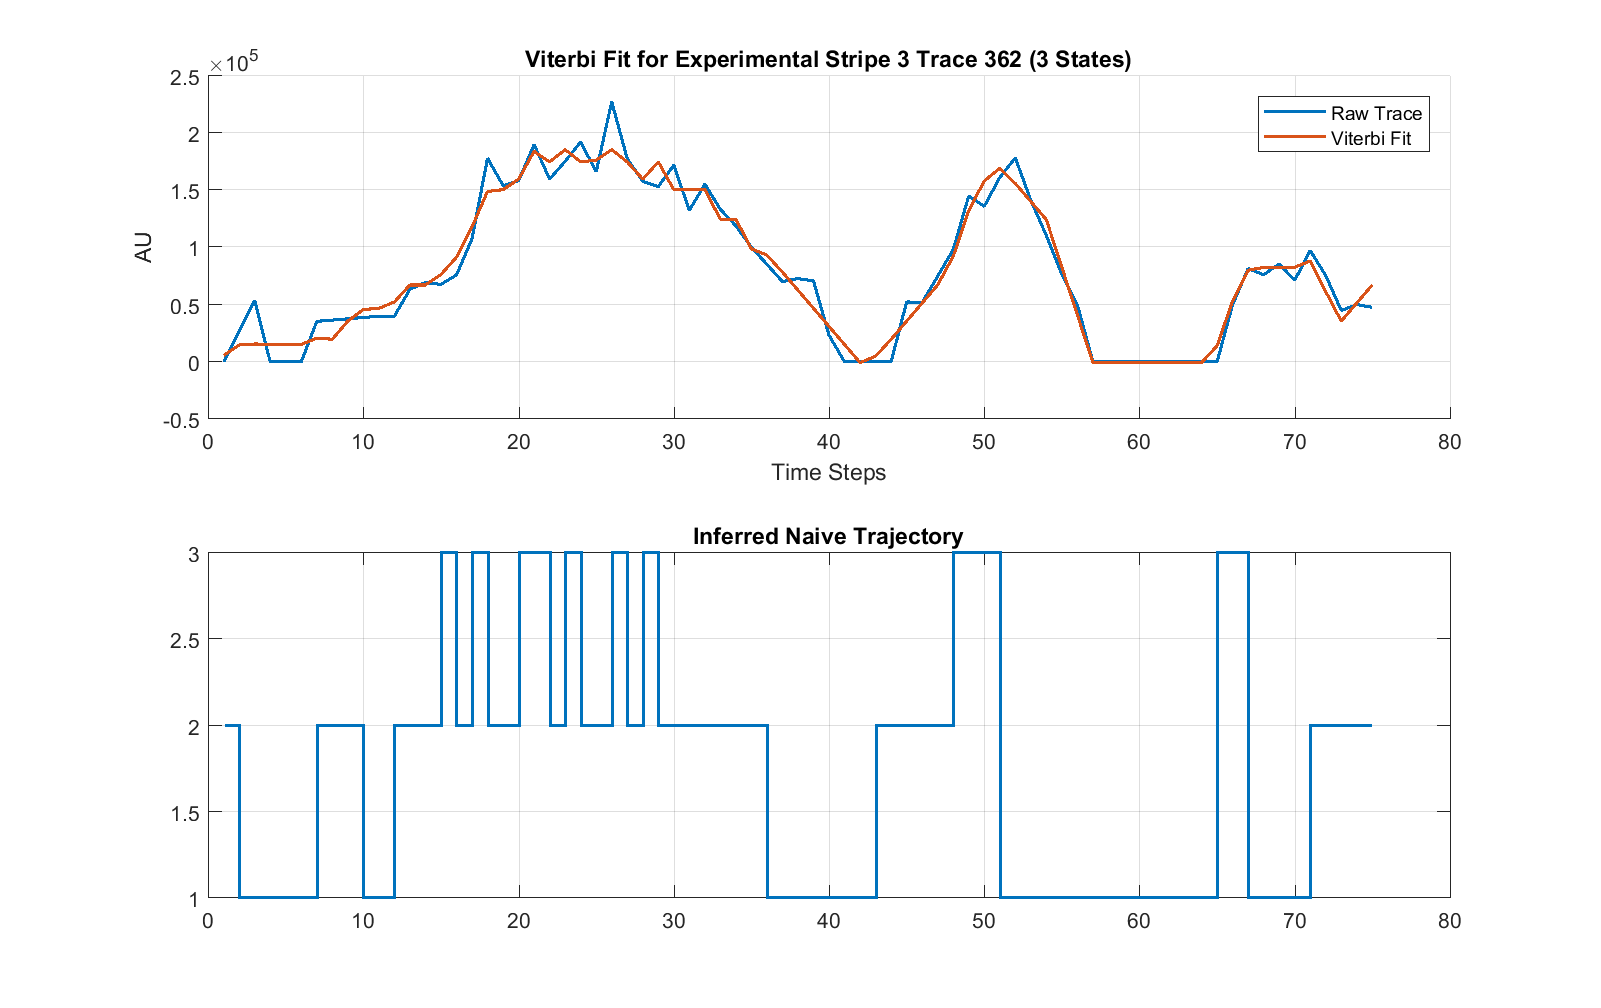 Viterbi Fit for Experimental Stripe 3 Trace 362 (3 States)
×10^5
2.5
2
1.5
1
0.5
0
-0.5
AU
Raw Trace
Viterbi Fit
0 10 20 30 40 50 60 70 80
Time Steps
Inferred Naive Trajectory
3
2.5
2
1.5
1
0 10 20 30 40 50 60 70 80